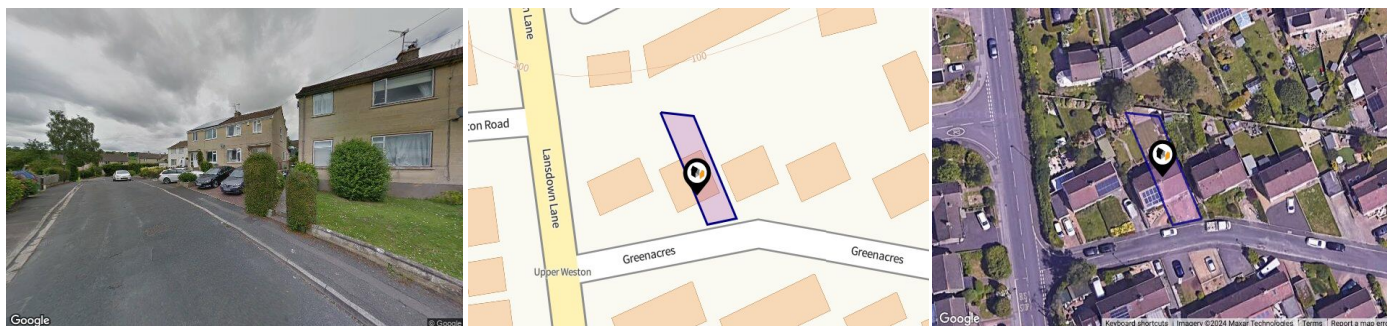 Google
© Google
n Lane
100
100
ton Road
Lansdown Lane
Greenacres
Greenacres
Upper Weston
Google
Keyboard shortcuts
Imagery ©2024 Maxar Technologies
Terms
Report a map err